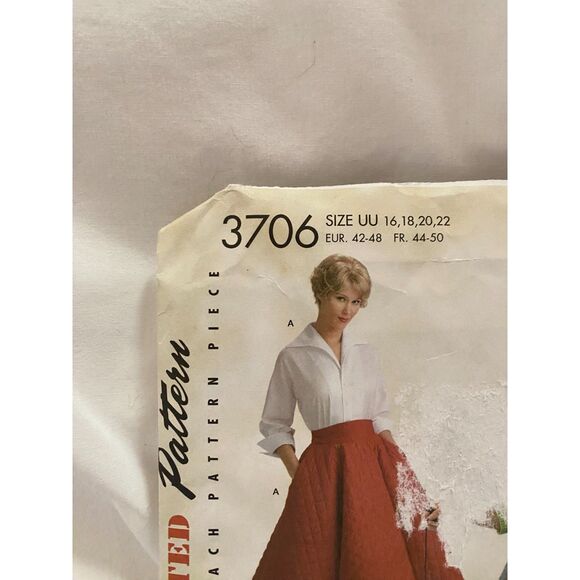 3706 SIZE UU 16,18,20,22
EUR. 42-48 FR. 44-50
A
A
Pattern
ACH PATTERN PIECE
TED